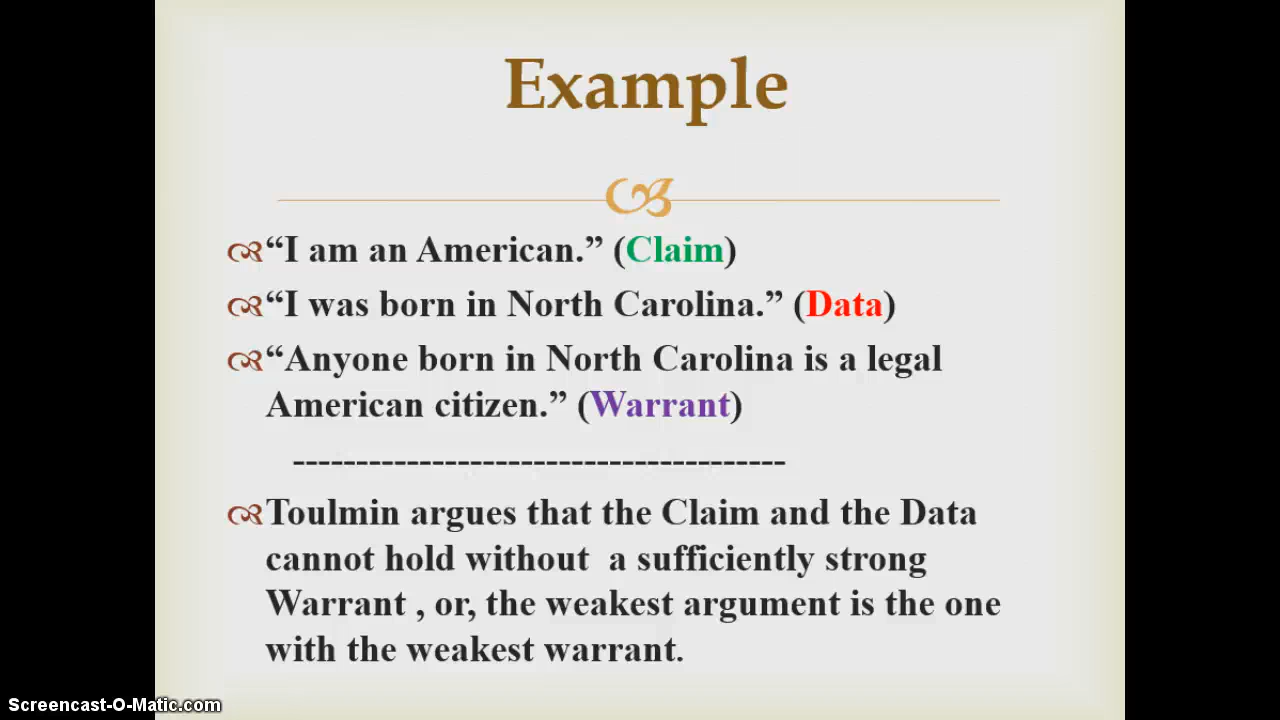 Example
“I am an American.” (Claim)
“I was born in North Carolina.” (Data)
“Anyone born in North Carolina is a legal
American citizen.” (Warrant)
---------------------------------------
Toulmin argues that the Claim and the Data
cannot hold without  a sufficiently strong
Warrant , or, the weakest argument is the one
with the weakest warrant.
Screencast-O-Matic.com